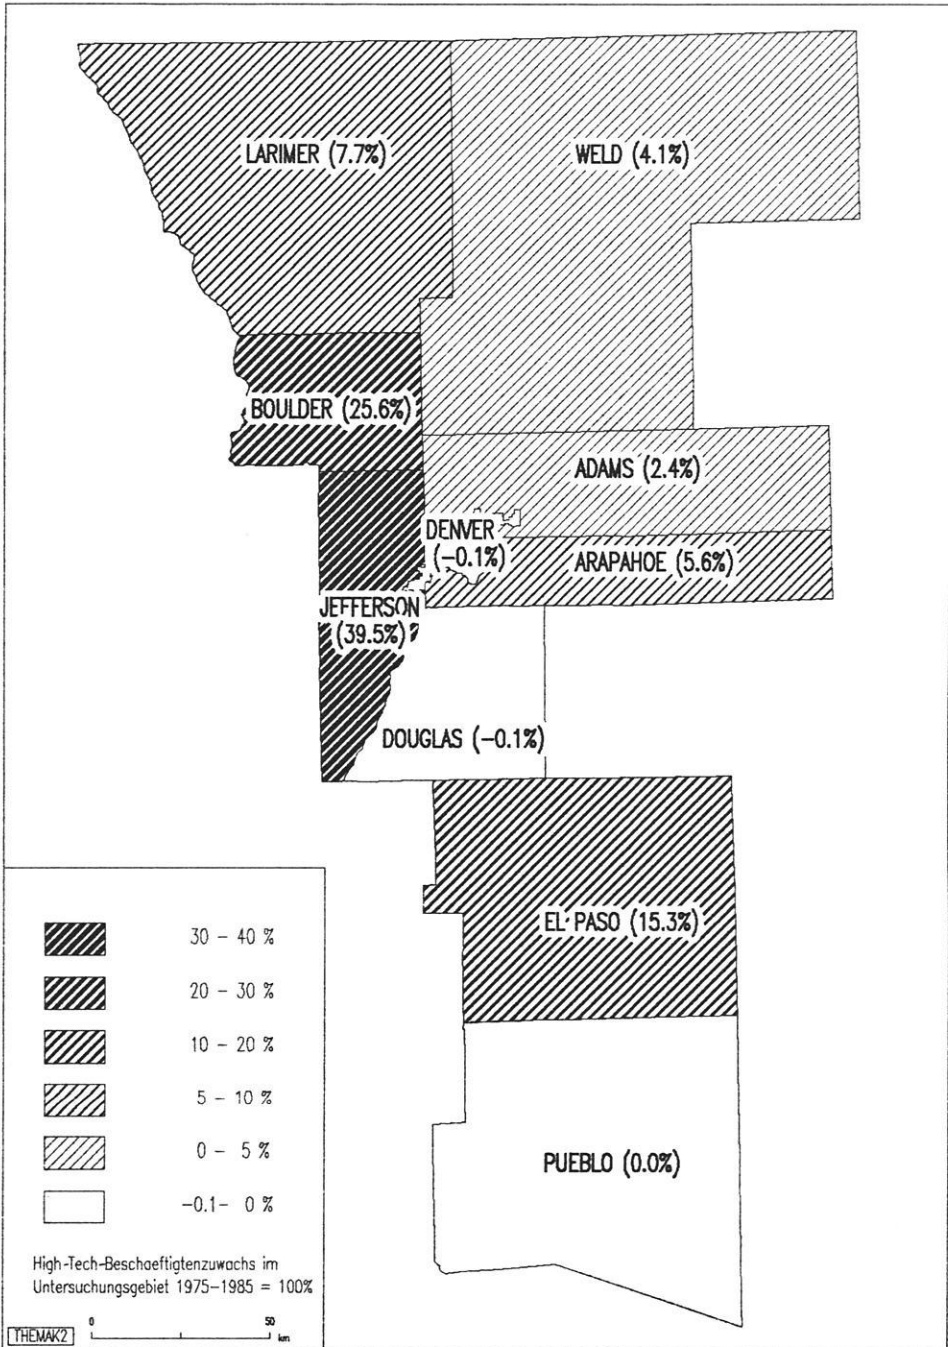 LARIMER (7.7%)
WELD (4.1%)
BOULDER (25.6%)
ADAMS (2.4%)
DENVER
(-0.1%)
ARAPAHOE (5.6%)
JEFFERSON
(39.5%)
DOUGLAS (-0.1%)
EL PASO (15.3%)
PUEBLO (0.0%)
30 - 40 %
20 - 30 %
10 - 20 %
5 - 10 %
0 - 5 %
-0.1- 0 %
High-Tech-Beschaeftigtenzuwachs im
Untersuchungsgebiet 1975-1985 = 100%
THEMAK2
0 50
km